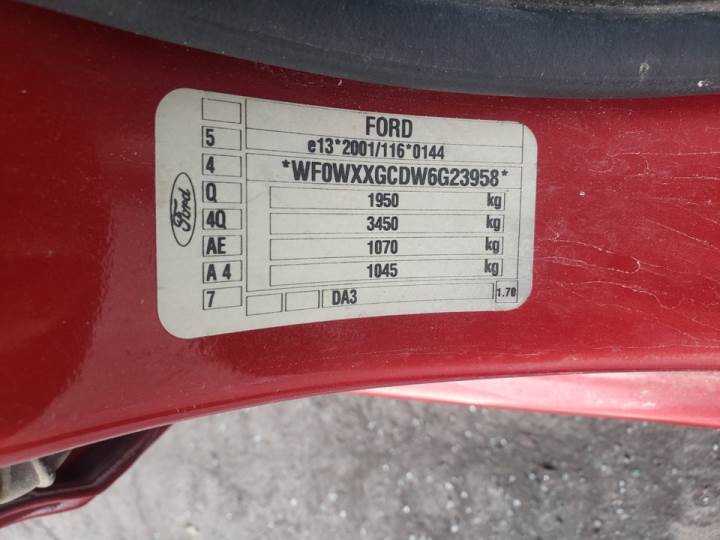 FORD
e13*2001/116*0144
*WF0WXXGCDW6G23958*
1950 kg
3450 kg
1070 kg
1045 kg
DA3 1.70
5
4
Q
4Q
AE
A 4
7
Ford